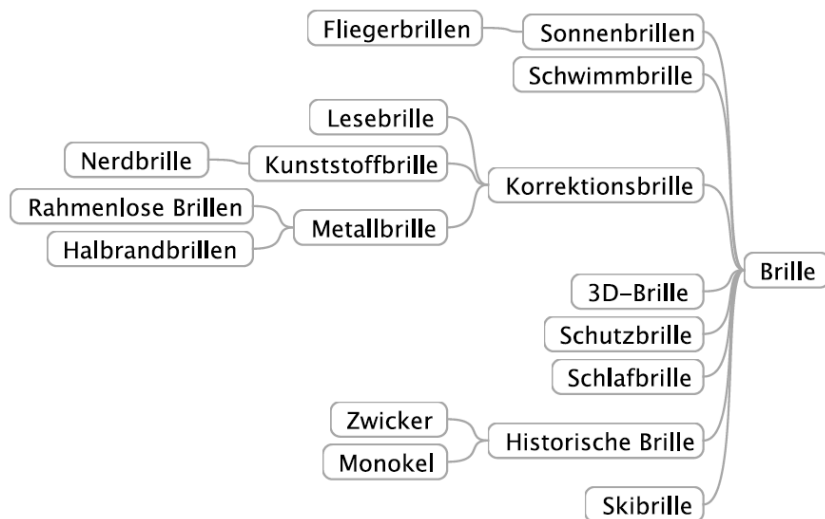 Fliegerbrillen
Sonnenbrillen
Schwimmbrille
Lesebrille
Nerdbrille
Kunststoffbrille
Korrektionsbrille
Rahmenlose Brillen
Metallbrille
Halbrandbrillen
Brille
3D-Brille
Schutzbrille
Schlafbrille
Zwicker
Historische Brille
Monokel
Skibrille